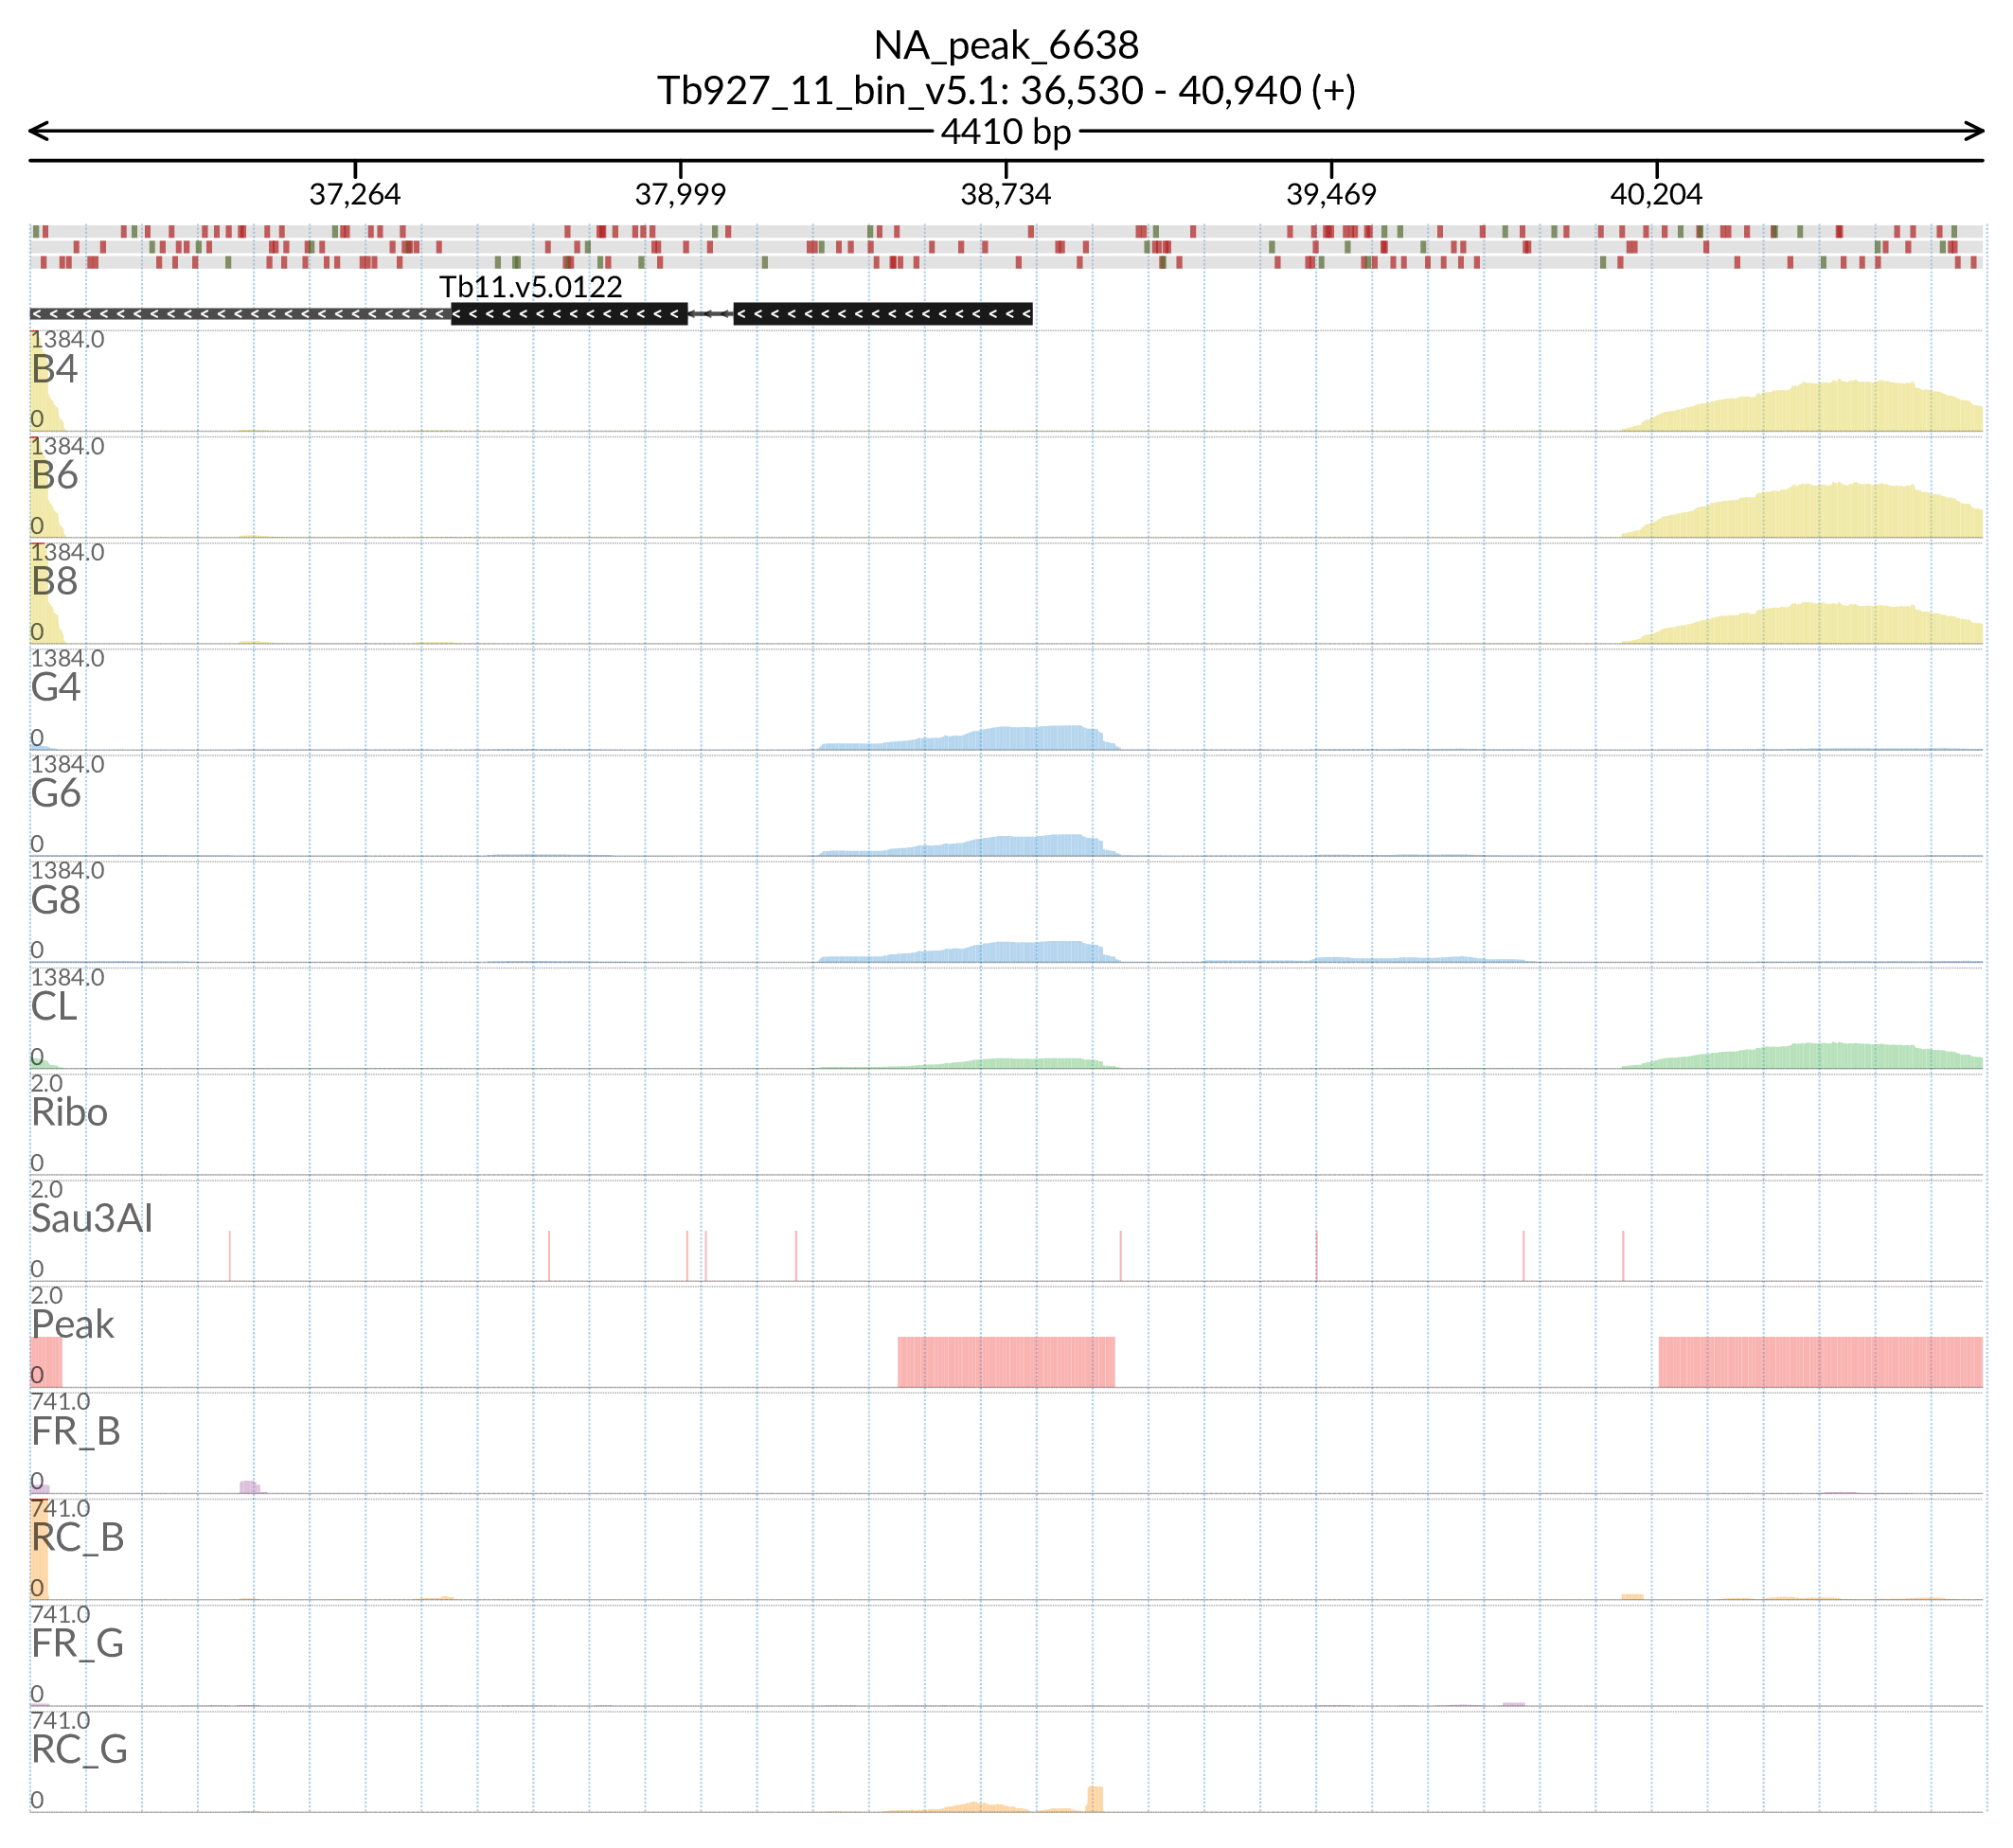 NA_peak_6638
Tb927_11_bin_v5.1: 36,530 - 40,940 (+)
4410 bp
37,264 37,999 38,734 39,469 40,204
Tb11.v5.0122
1384.0
B4
0
1384.0
B6
0
1384.0
B8
0
1384.0
G4
0
1384.0
G6
0
1384.0
G8
0
1384.0
CL
0
2.0
Ribo
0
2.0
Sau3AI
0
2.0
Peak
0
741.0
FR_B
0
741.0
RC_B
0
741.0
FR_G
0
741.0
RC_G
0